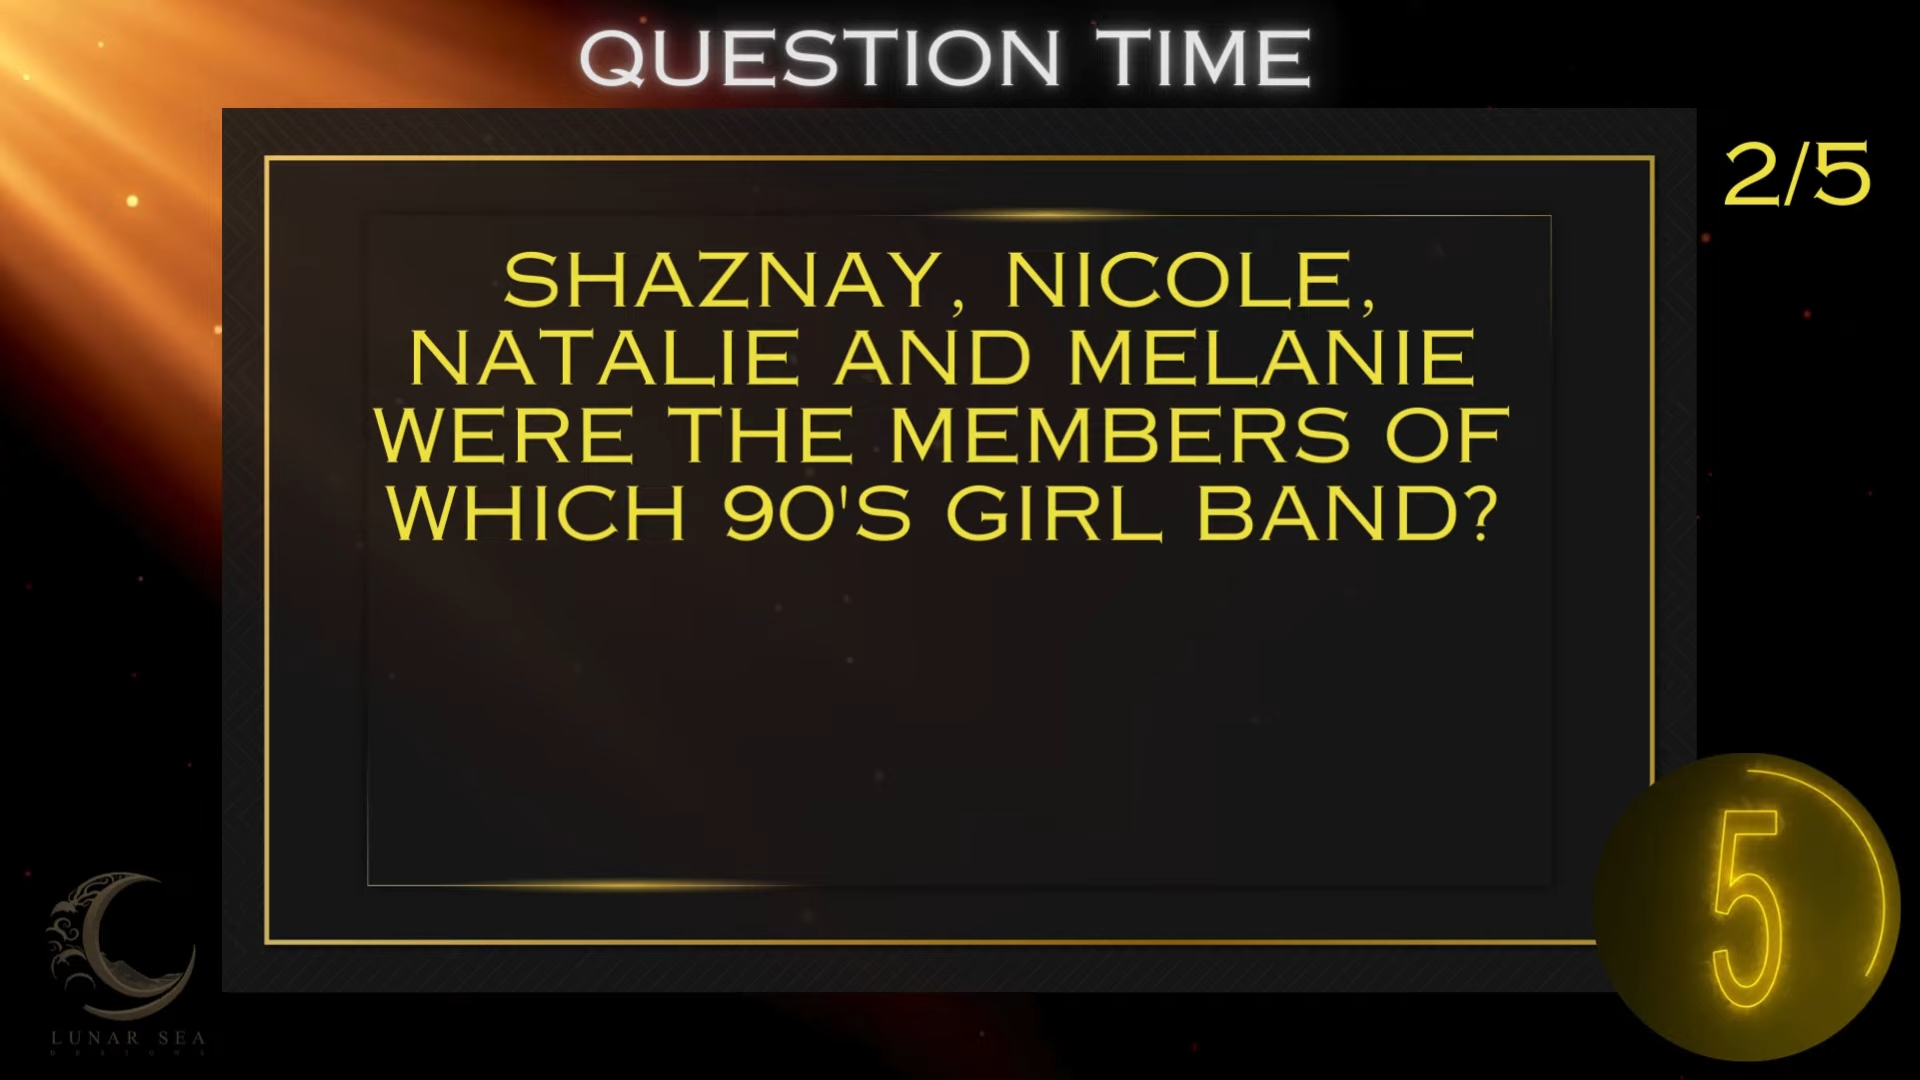 QUESTION TIME
2/5
SHAZNAY, NICOLE,
NATALIE AND MELANIE
WERE THE MEMBERS OF
WHICH 90'S GIRL BAND?
5
LUNAR SEA
DESIGNS